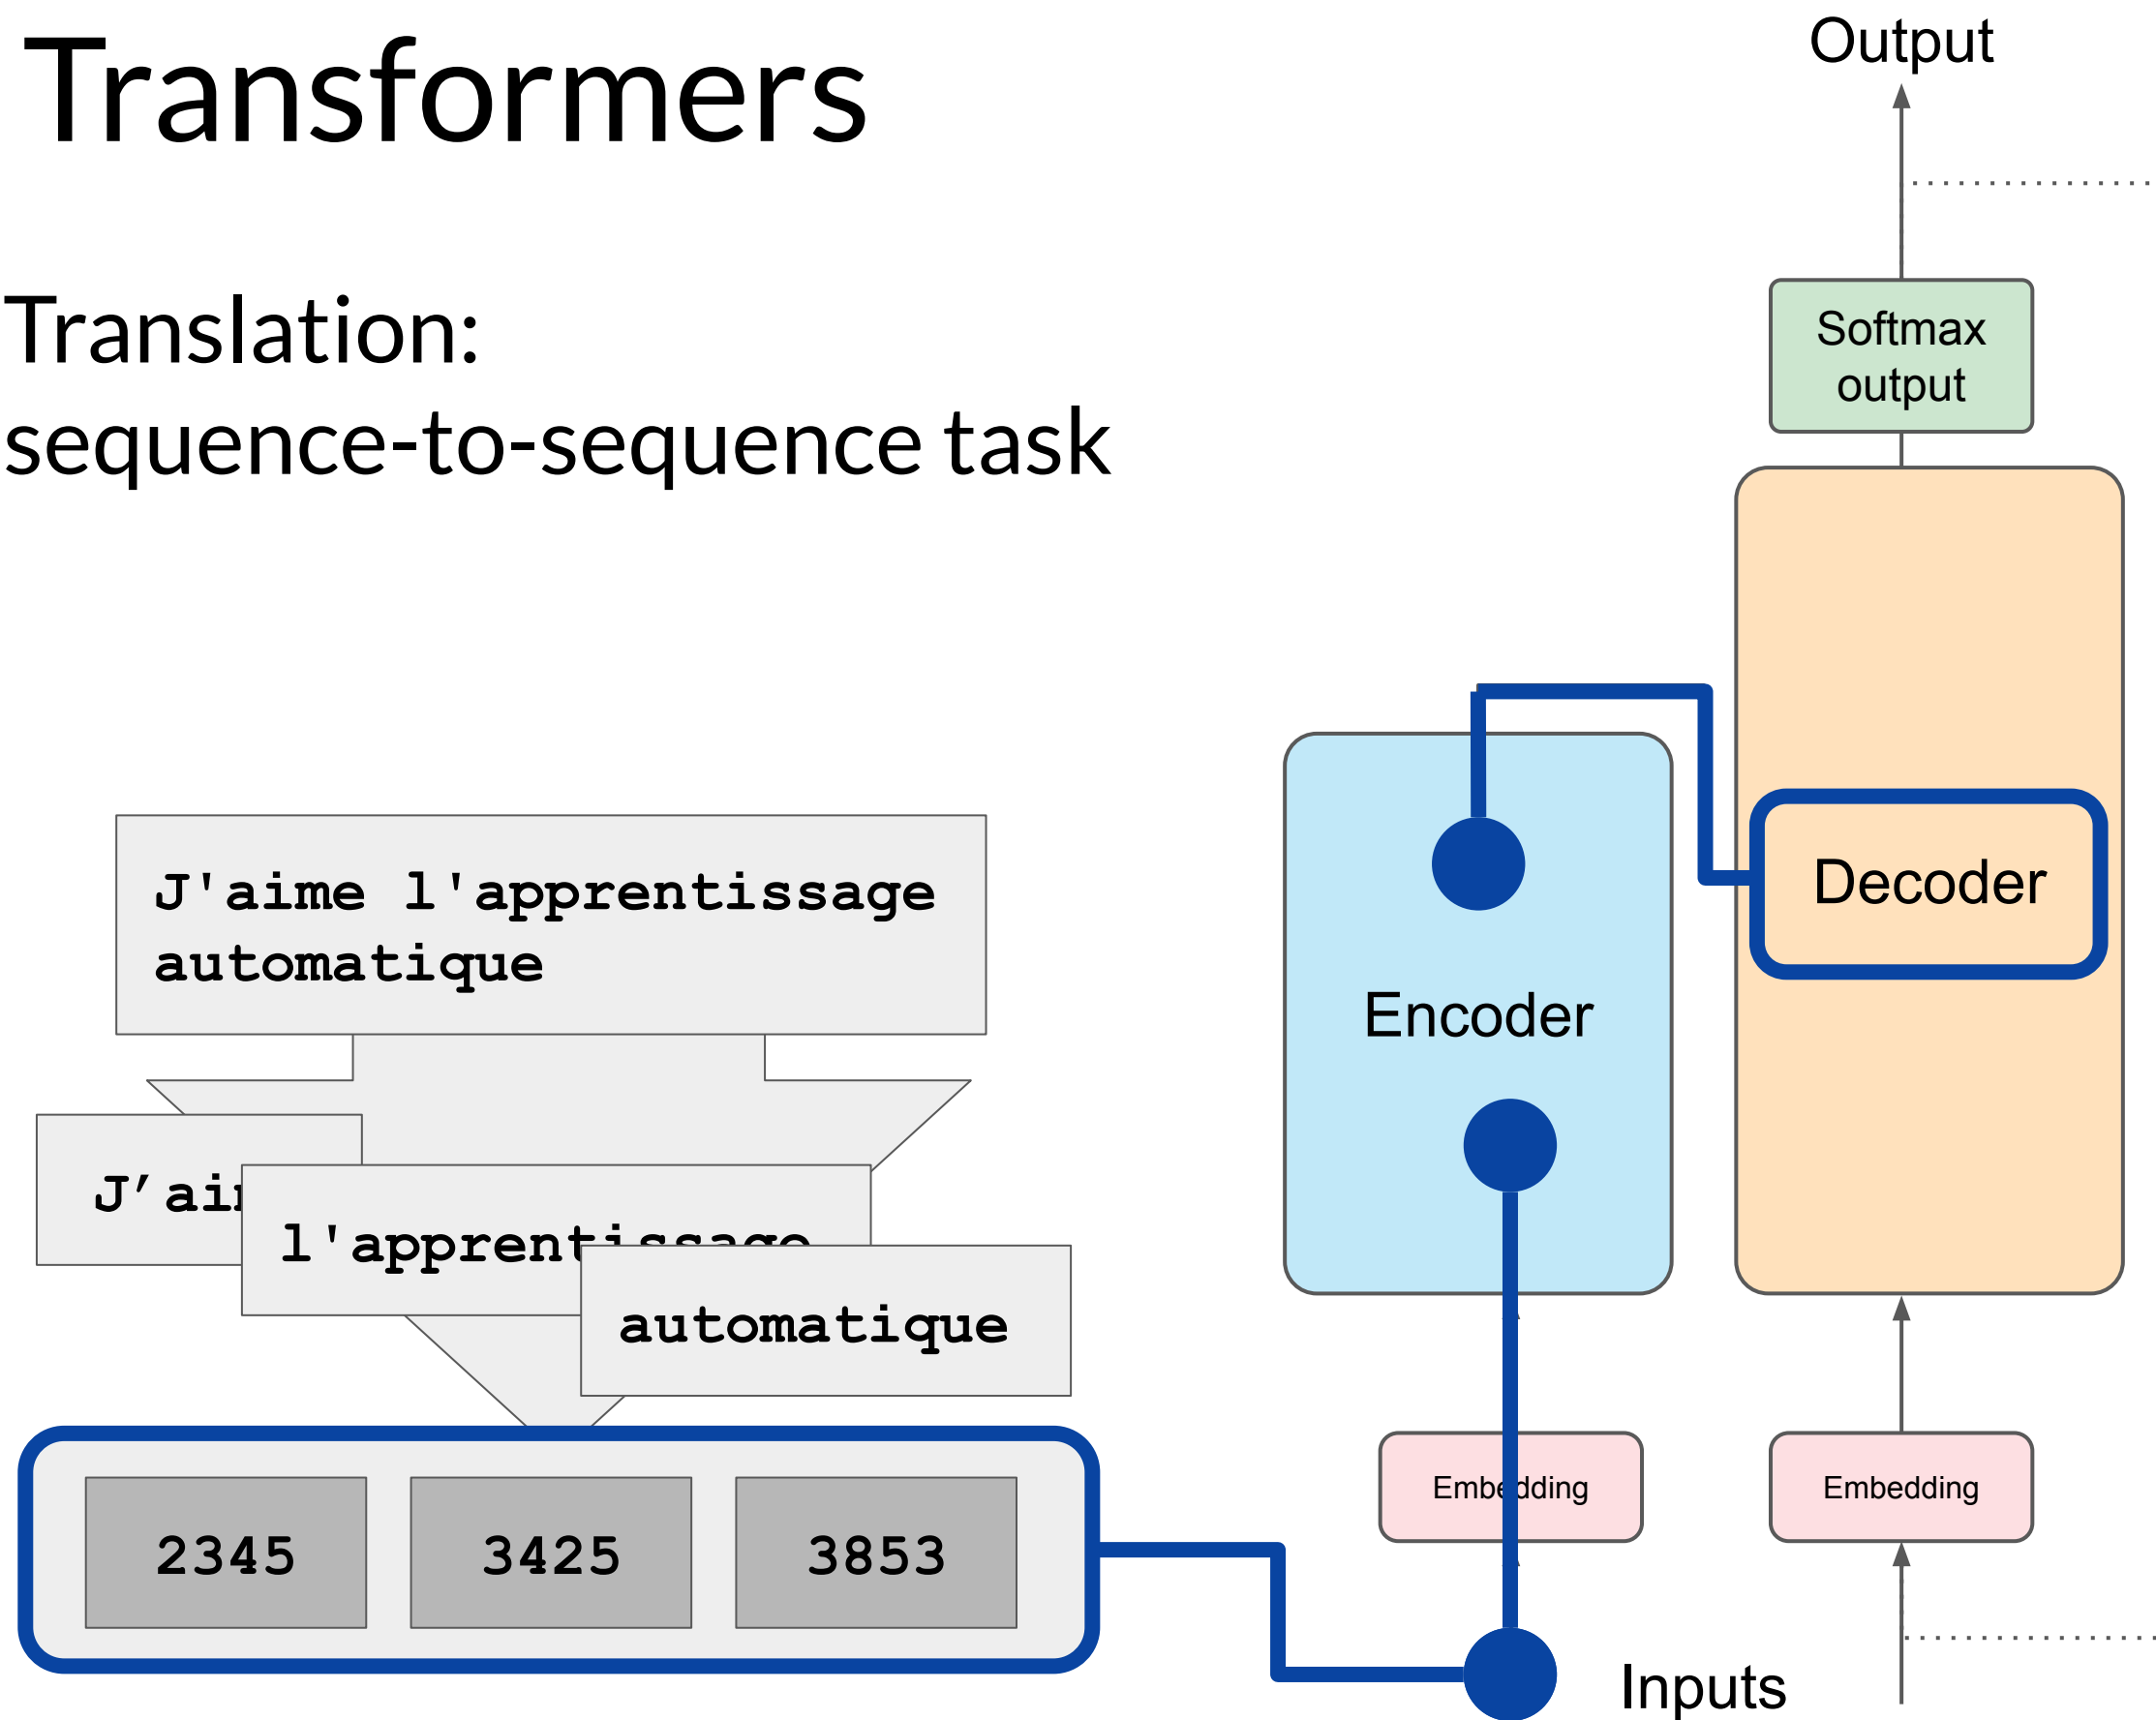 Transformers
Translation:
sequence-to-sequence task
Output
Softmax
output
Decoder
Encoder
J'aime l'apprentissage
automatique
automatique
2345 3425 3853
Embedding
Embedding
Inputs